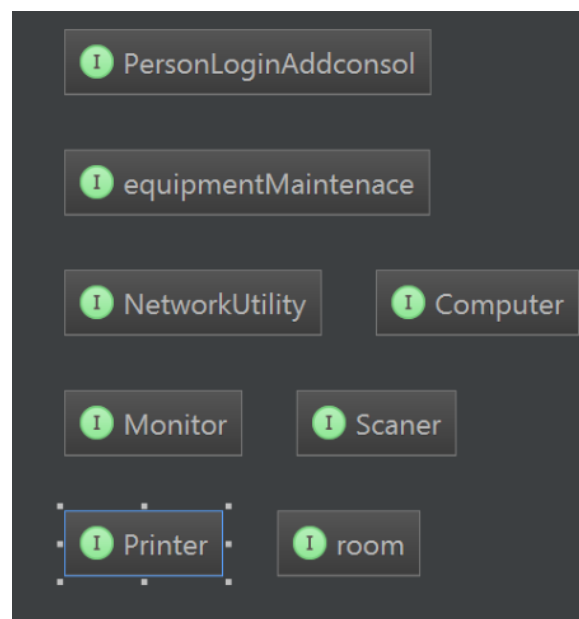 I PersonLoginAddconsol
I equipmentMaintenace
I NetworkUtility I Computer
I Monitor I Scaner
I Printer I room